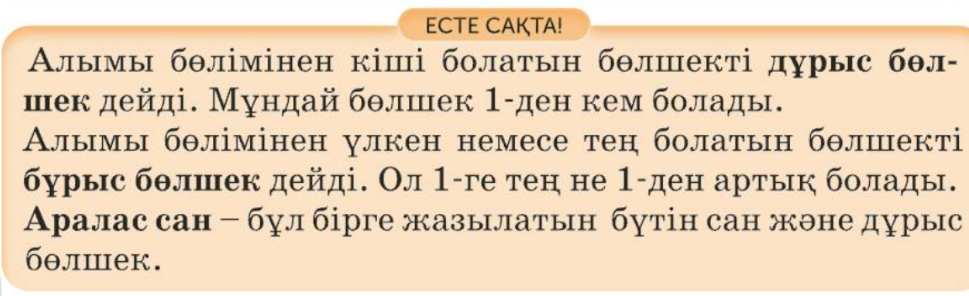 ЕСТЕ САҚТА!
Алымы бөлімінен кіші болатын бөлшекті дұрыс бөл-
шек дейді. Мұндай бөлшек 1-ден кем болады.
Алымы бөлімінен үлкен немесе тең болатын бөлшекті
бұрыс бөлшек дейді. Ол 1-ге тең не 1-ден артық болады.
Аралас сан – бұл бірге жазылатын бүтін сан және дұрыс
бөлшек.